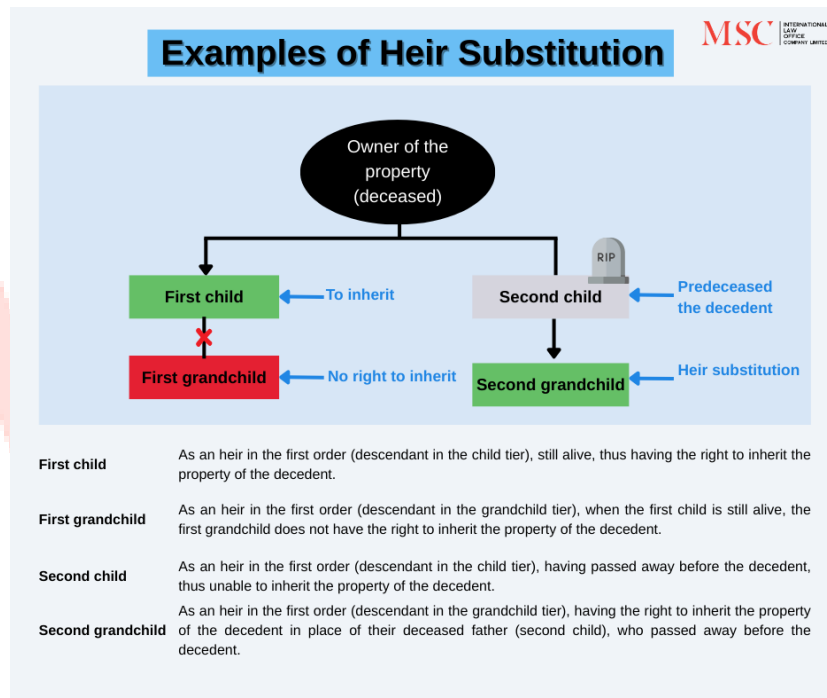 MSC
INTERNATIONAL
LAW
OFFICE
COMPANY LIMITED
Examples of Heir Substitution
Owner of the
property
(deceased)
RIP
First child
To inherit
Second child
Predeceased
the decedent
First grandchild
No right to inherit
Second grandchild
Heir substitution
First child
As an heir in the first order (descendant in the child tier), still alive, thus having the right to inherit the
property of the decedent.
First grandchild
As an heir in the first order (descendant in the grandchild tier), when the first child is still alive, the
first grandchild does not have the right to inherit the property of the decedent.
Second child
As an heir in the first order (descendant in the child tier), having passed away before the decedent,
thus unable to inherit the property of the decedent.
Second grandchild
As an heir in the first order (descendant in the grandchild tier), having the right to inherit the property
of the decedent in place of their deceased father (second child), who passed away before the
decedent.